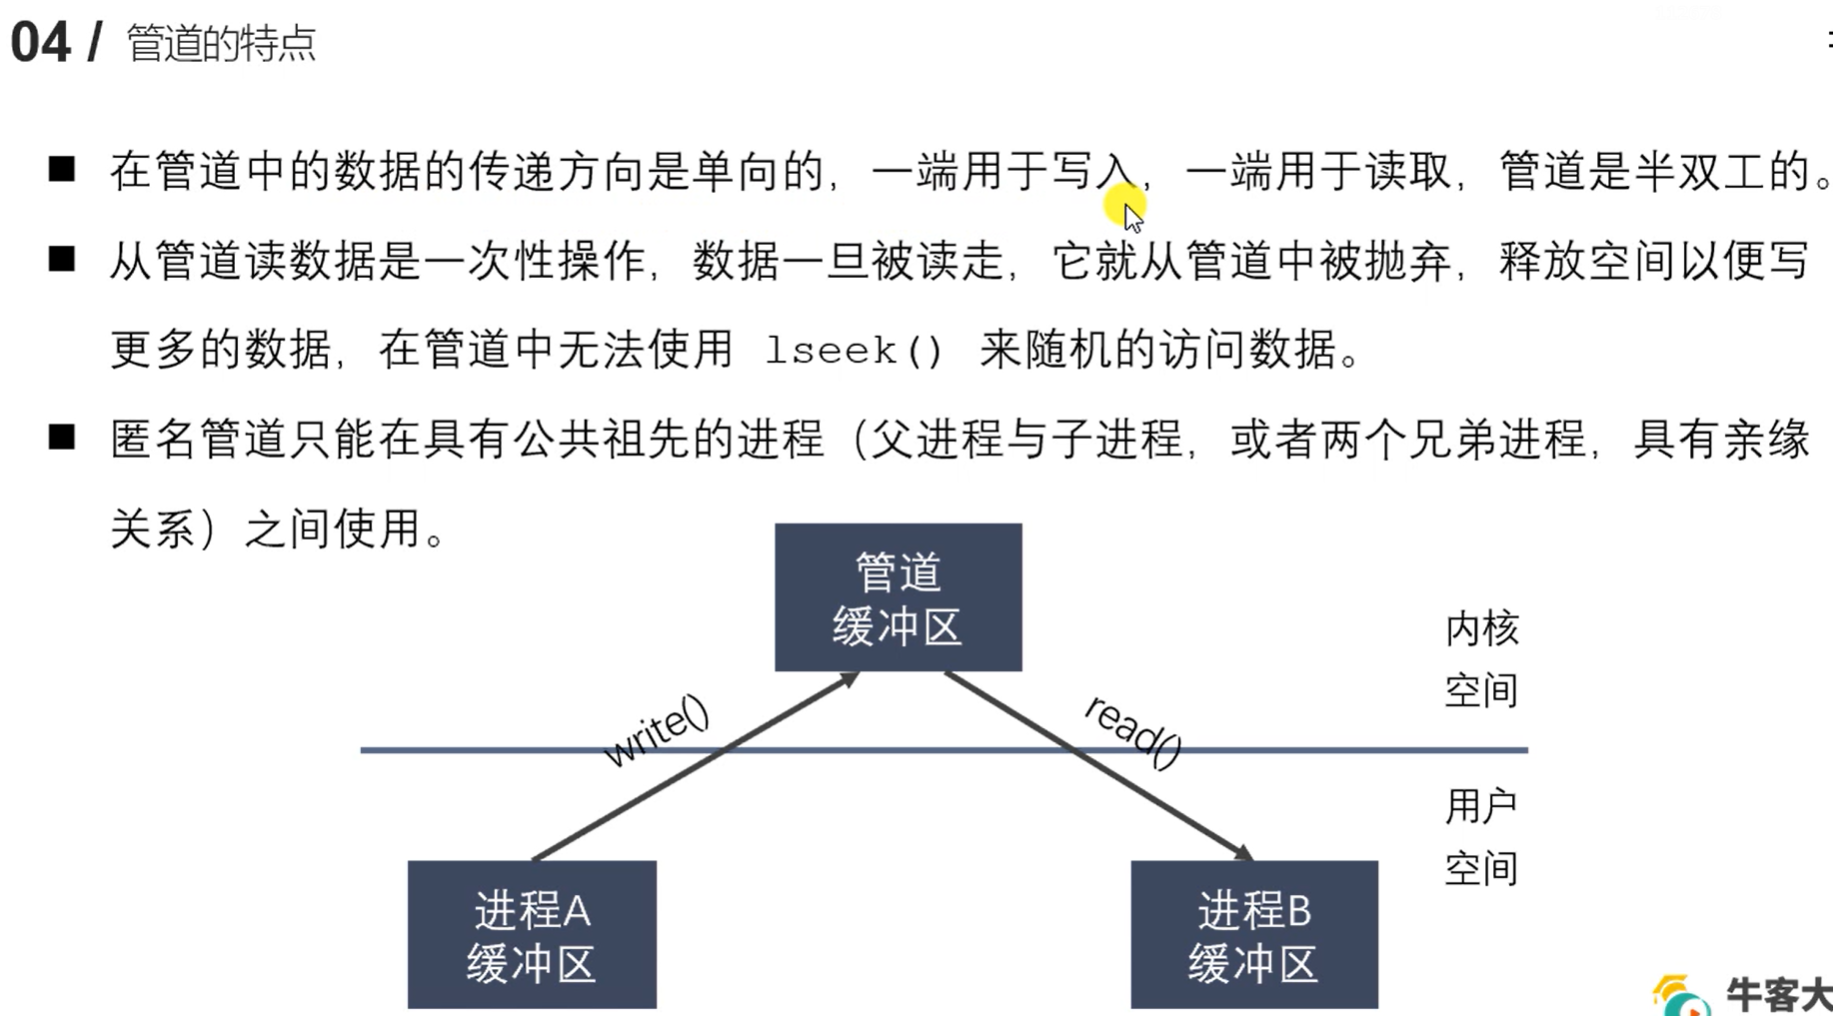 04 / 管道的特点
■ 在管道中的数据的传递方向是单向的，一端用于写入，一端用于读取，管道是半双工的。
■ 从管道读数据是一次性操作，数据一旦被读走，它就从管道中被抛弃，释放空间以便写
更多的数据，在管道中无法使用 lseek() 来随机的访问数据。
■ 匿名管道只能在具有公共祖先的进程（父进程与子进程，或者两个兄弟进程，具有亲缘
关系）之间使用。
管道
缓冲区
内核
空间
write()
read()
用户
空间
进程A
缓冲区
进程B
缓冲区
牛客大